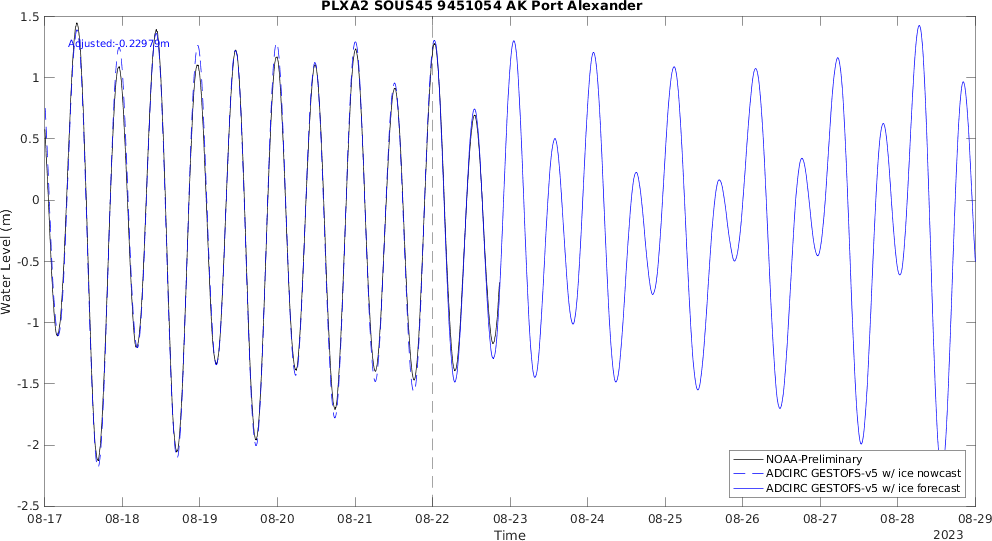 PLXA2 SOUS45 9451054 AK Port Alexander
Adjusted:-0.22979m
Water Level (m)
1.5
1
0.5
0
-0.5
-1
-1.5
-2
-2.5
NOAA-Preliminary
ADCIRC GESTOFS-v5 w/ ice nowcast
ADCIRC GESTOFS-v5 w/ ice forecast
08-17 08-18 08-19 08-20 08-21 08-22 08-23 08-24 08-25 08-26 08-27 08-28 08-29
Time
2023